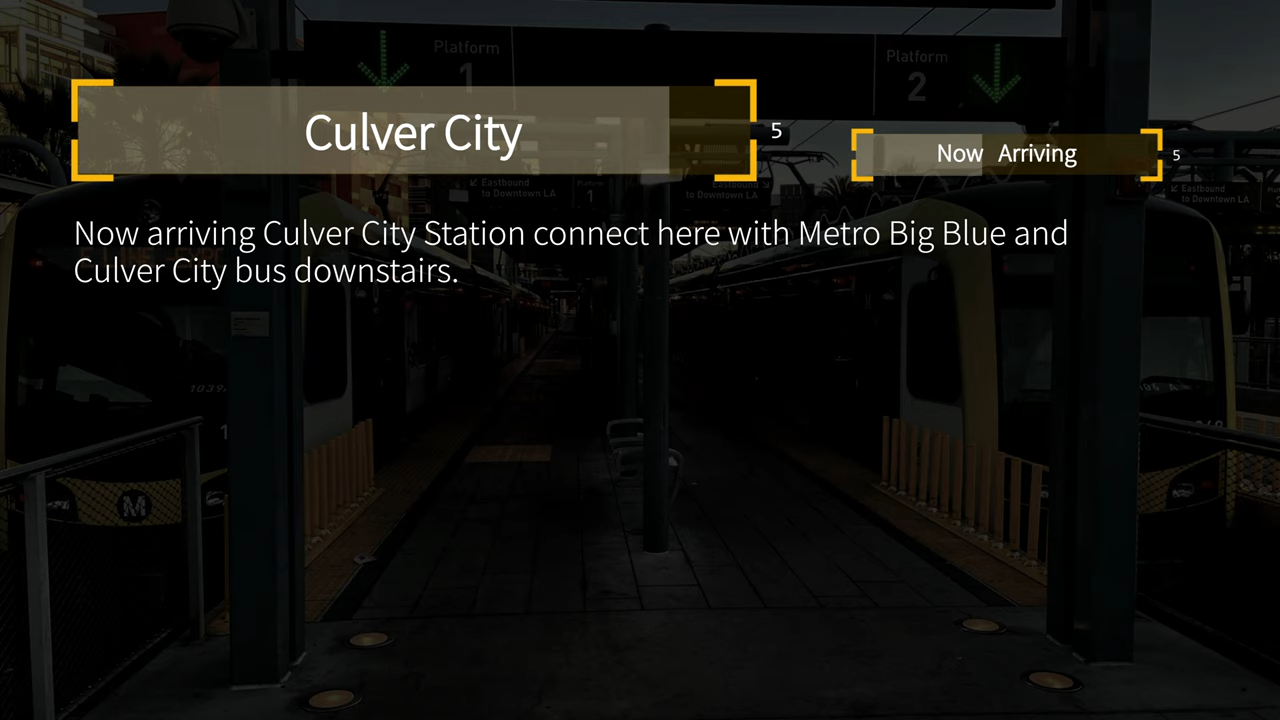 Platform
1
Platform
2
Culver City
5
Now Arriving
5
Eastbound
to Downtown LA
Platform
1
Eastbound
to Downtown LA
Eastbound
to Downtown LA
Now arriving Culver City Station connect here with Metro Big Blue and
Culver City bus downstairs.
M